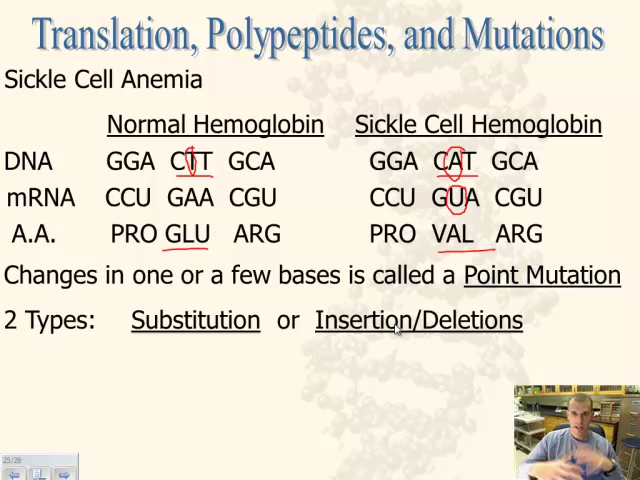 Translation, Polypeptides, and Mutations
Sickle Cell Anemia
Normal Hemoglobin Sickle Cell Hemoglobin
DNA GGA CTT GCA GGA CAT GCA
mRNA CCU GAA CGU CCU GUA CGU
A.A. PRO GLU ARG PRO VAL ARG
Changes in one or a few bases is called a Point Mutation
2 Types: Substitution or Insertion/Deletions
25/28